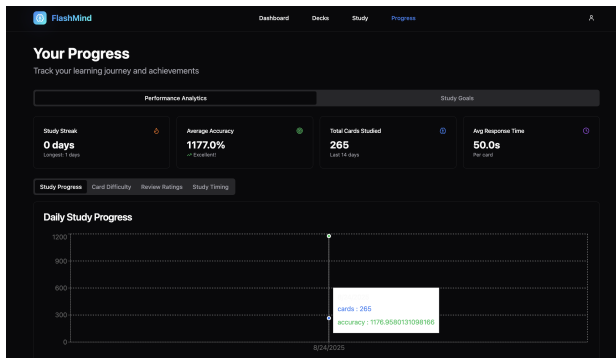 FlashMind
Dashboard Decks Study Progress
Your Progress
Track your learning journey and achievements
Performance Analytics Study Goals
Study Streak
0 days
Longest: 1 days
Average Accuracy
1177.0%
Excellent!
Total Cards Studied
265
Last 14 days
Avg Response Time
50.0s
Per card
Study Progress Card Difficulty Review Ratings Study Timing
Daily Study Progress
1200
900
600
300
0
cards : 265
accuracy : 1176.9580131098166
8/24/2025